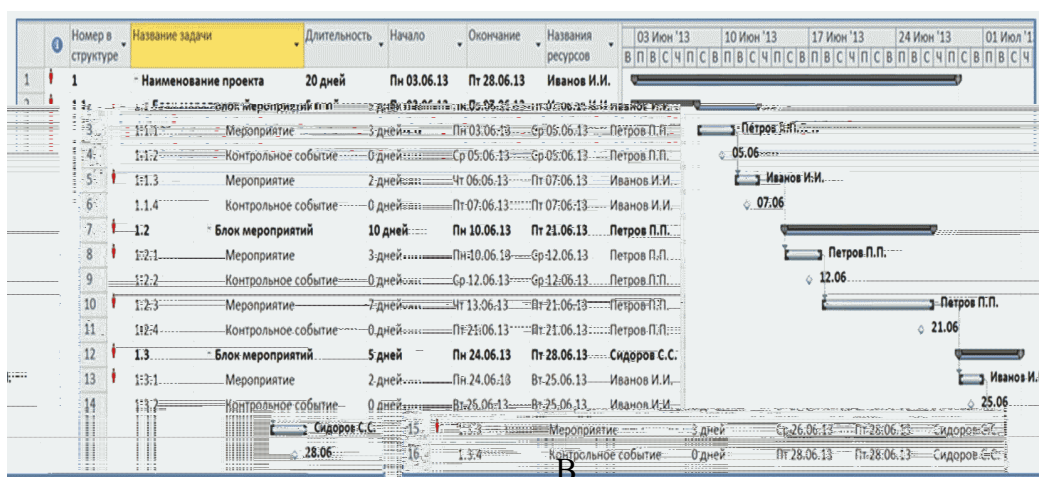 Номер в структуре Название задачи Длительность Начало Окончание Названия ресурсов 03 Июн '13 10 Июн '13 17 Июн '13 24 Июн '13 01 Июл '1
В П В С Ч П С В П В С Ч П С В П В С Ч П С В П В С Ч П С В П В С Ч
1 1 Наименование проекта 20 дней Пн 03.06.13 Пт 28.06.13 Иванов И.И.
3 1.1.1 Мероприятие 3 дней Пн 03.06.13 Ср 05.06.13 Петров П.П. Петров П.П.
4 1.1.2 Контрольное событие 0 дней Ср 05.06.13 Ср 05.06.13 Петров П.П. 05.06
5 1.1.3 Мероприятие 2 дней Чт 06.06.13 Пт 07.06.13 Иванов И.И. Иванов И.И.
6 1.1.4 Контрольное событие 0 дней Пт 07.06.13 Пт 07.06.13 Иванов И.И. 07.06
7 1.2 Блок мероприятий 10 дней Пн 10.06.13 Пт 21.06.13 Петров П.П.
8 1.2.1 Мероприятие 3 дней Пн 10.06.13 Ср 12.06.13 Петров П.П. Петров П.П.
9 1.2.2 Контрольное событие 0 дней Ср 12.06.13 Ср 12.06.13 Петров П.П. 12.06
10 1.2.3 Мероприятие 7 дней Чт 13.06.13 Пт 21.06.13 Петров П.П. Петров П.П.
11 1.2.4 Контрольное событие 0 дней Пт 21.06.13 Пт 21.06.13 Петров П.П. 21.06
12 1.3 Блок мероприятий 5 дней Пн 24.06.13 Пт 28.06.13 Сидоров С.С.
13 1.3.1 Мероприятие 2 дней Пн 24.06.13 Вт 25.06.13 Иванов И.И. Иванов И.
14 1.3.2 Контрольное событие 0 дней Вт 25.06.13 Вт 25.06.13 Иванов И.И. 25.06
Сидоров С.С. 15 1.3.3 Мероприятие 3 дней Ср 26.06.13 Пт 28.06.13 Сидоров С.С.
28.06 16 1.3.4 Контрольное событие 0 дней Пт 28.06.13 Пт 28.06.13 Сидоров С.С.
В